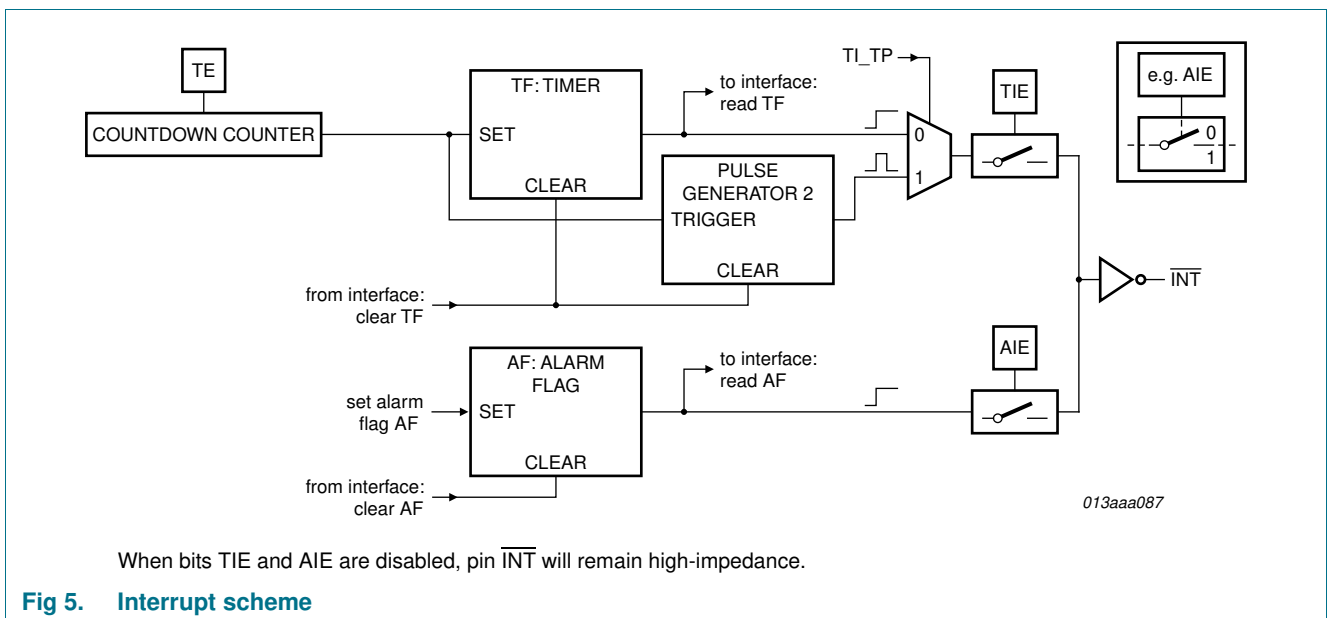 TE
COUNTDOWN COUNTER
TF: TIMER
SET
CLEAR
to interface:
read TF
PULSE
GENERATOR 2
TRIGGER
CLEAR
TI_TP
0
1
TIE
e.g. AIE
0
1
from interface:
clear TF
INT
AF: ALARM
FLAG
SET
CLEAR
set alarm
flag AF
from interface:
clear AF
to interface:
read AF
AIE
013aaa087
When bits TIE and AIE are disabled, pin INT will remain high-impedance.
Fig 5. Interrupt scheme